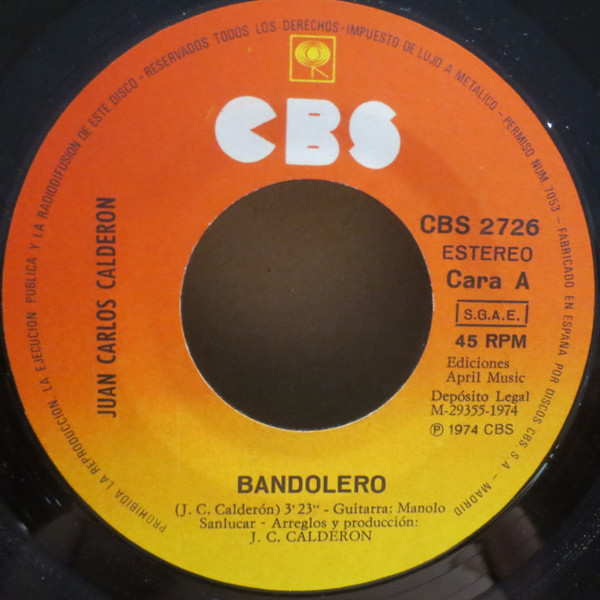 PROHIBIDA LA REPRODUCCION, LA EJECUCION PUBLICA Y LA RADIODIFUSION DE ESTE DISCO - RESERVADOS TODOS LOS DERECHOS - IMPUESTO DE LUJO A METALICO - PERMISO NUM. 7053 - FABRICADO EN ESPAÑA POR DISCOS CBS S.A. - MADRID
CBS
JUAN CARLOS CALDERON
CBS 2726
ESTEREO
Cara A
S.G.A.E.
45 RPM
Ediciones
April Music
Depósito Legal
M-29355-1974
Ⓟ 1974 CBS
BANDOLERO
(J. C. Calderón) 3'23" - Guitarra: Manolo
Sanlucar - Arreglos y producción:
J. C. CALDERON